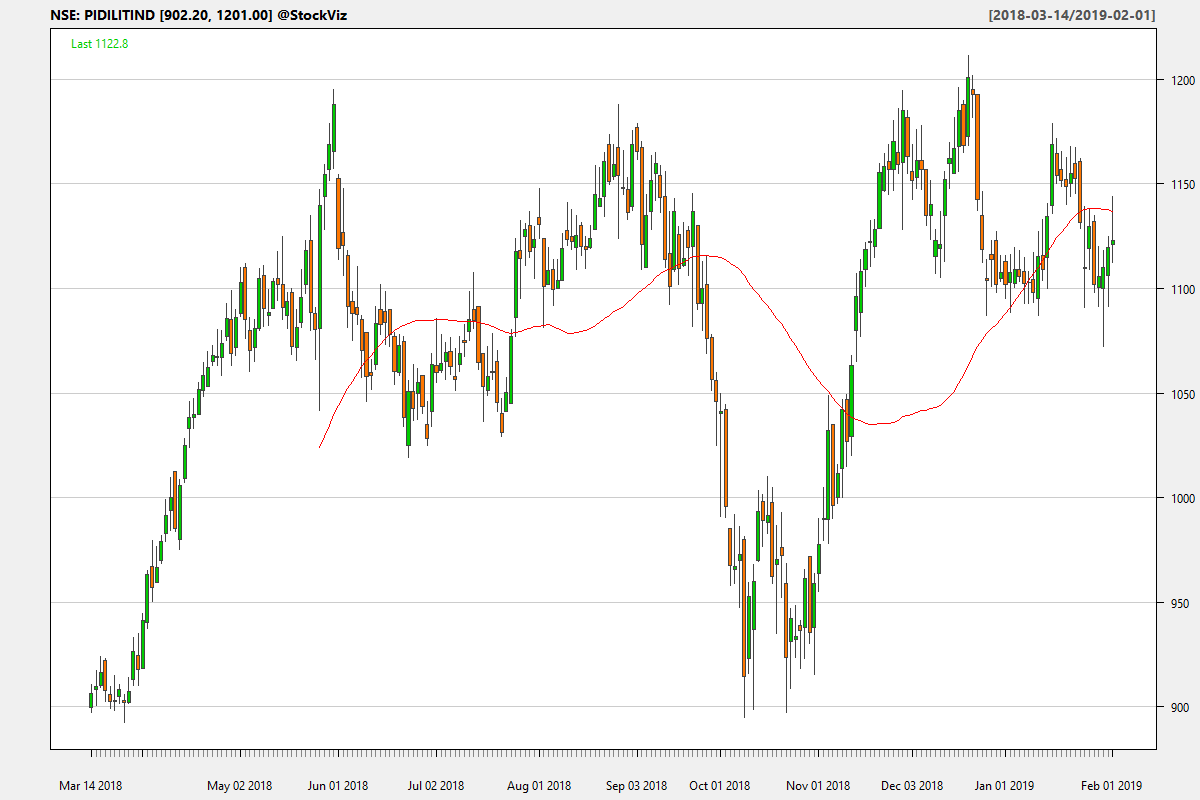 NSE: PIDILITIND [902.20, 1201.00] @StockViz [2018-03-14/2019-02-01]
Last 1122.8
1200
1150
1100
1050
1000
950
900
Mar 14 2018 May 02 2018 Jun 01 2018 Jul 02 2018 Aug 01 2018 Sep 03 2018 Oct 01 2018 Nov 01 2018 Dec 03 2018 Jan 01 2019 Feb 01 2019